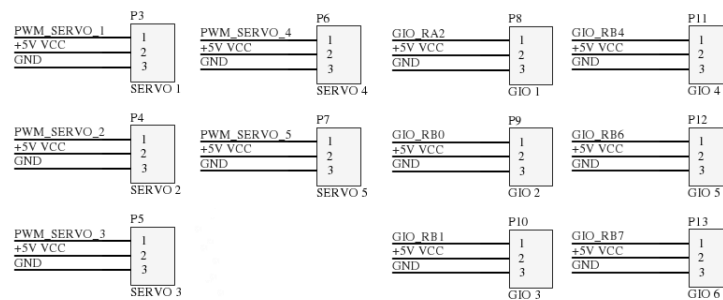 P3
PWM_SERVO_1 1
+5V VCC 2
GND 3
SERVO 1
P6
PWM_SERVO_4 1
+5V VCC 2
GND 3
SERVO 4
P8
GIO_RA2 1
+5V VCC 2
GND 3
GIO 1
P11
GIO_RB4 1
+5V VCC 2
GND 3
GIO 4
P4
PWM_SERVO_2 1
+5V VCC 2
GND 3
SERVO 2
P7
PWM_SERVO_5 1
+5V VCC 2
GND 3
SERVO 5
P9
GIO_RB0 1
+5V VCC 2
GND 3
GIO 2
P12
GIO_RB6 1
+5V VCC 2
GND 3
GIO 5
P5
PWM_SERVO_3 1
+5V VCC 2
GND 3
SERVO 3
P10
GIO_RB1 1
+5V VCC 2
GND 3
GIO 3
P13
GIO_RB7 1
+5V VCC 2
GND 3
GIO 6